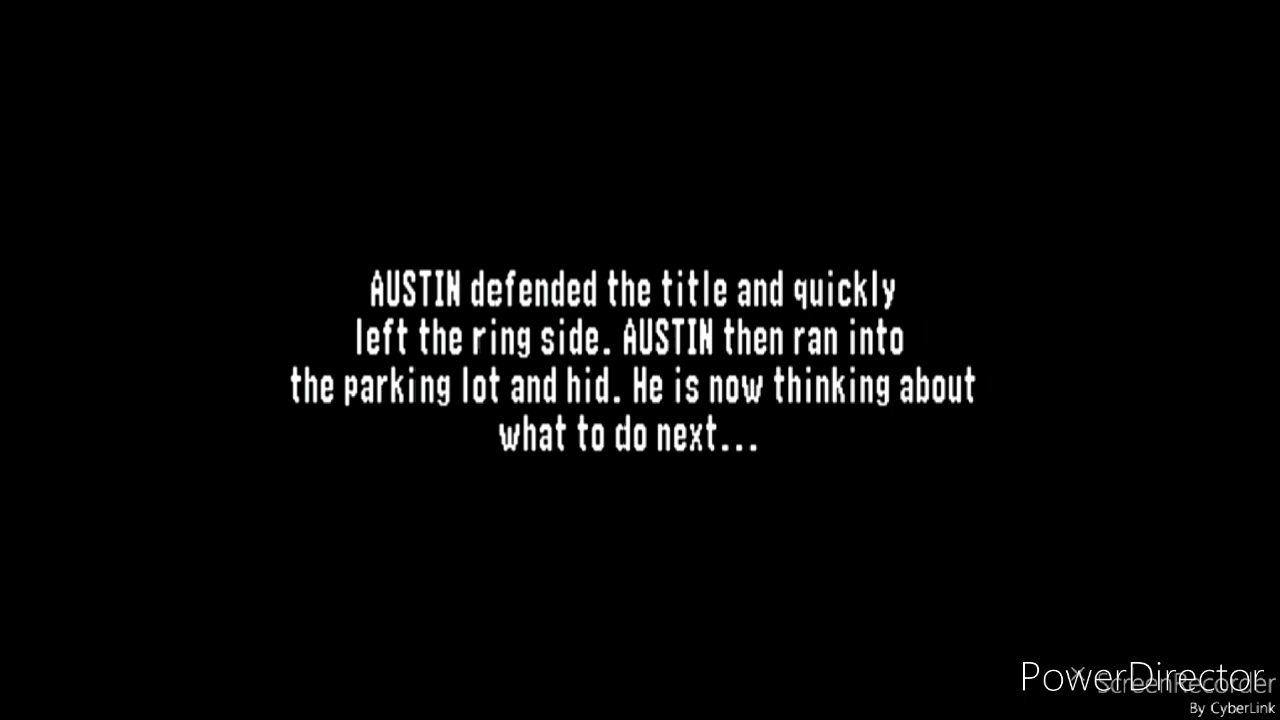 AUSTIN defended the title and quickly
left the ring side. AUSTIN then ran into
the parking lot and hid. He is now thinking about
what to do next...
PowerDirector
ScreenRecorder
By CyberLink